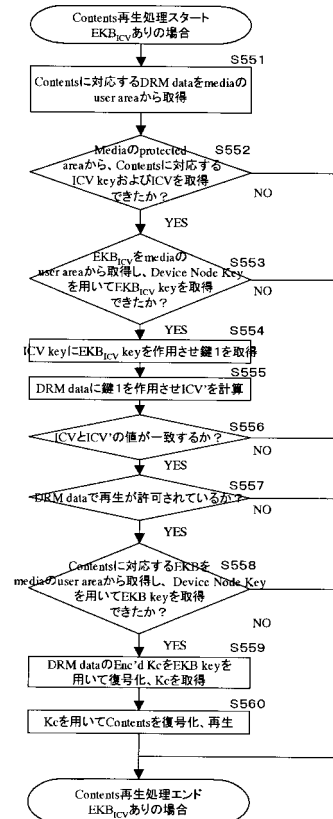 Contents再生処理スタート
EKBICVありの場合
S551
Contentsに対応するDRM dataをmediaの
user areaから取得
S552
Mediaのprotected
areaから、Contentsに対応する
ICV keyおよびICVを取得
できたか？
NO
YES
S553
EKBICVをmediaの
user areaから取得し、Device Node Key
を用いてEKBICV keyを取得
できたか？
NO
YES
S554
ICV keyにEKBICV keyを作用させ鍵1を取得
S555
DRM dataに鍵1を作用させICV'を計算
S556
ICVとICV'の値が一致するか？
NO
YES
S557
DRM dataで再生が許可されているか？
NO
YES
S558
Contentsに対応するEKBを
mediaのuser areaから取得し、Device Node Key
を用いてEKB keyを取得
できたか？
NO
YES
S559
DRM dataのEnc'd KcをEKB keyを
用いて復号化、Kcを取得
S560
Kcを用いてContentsを復号化、再生
Contents再生処理エンド
EKBICVありの場合